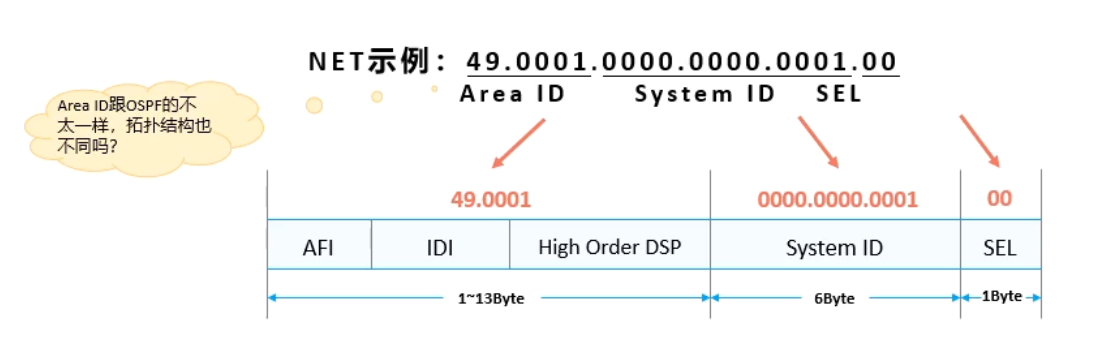 NET示例：49.0001.0000.0000.0001.00
Area ID System ID SEL
Area ID跟OSPF的不
太一样，拓扑结构也
不同吗？
49.0001 0000.0000.0001 00
AFI IDI High Order DSP System ID SEL
1~13Byte 6Byte 1Byte